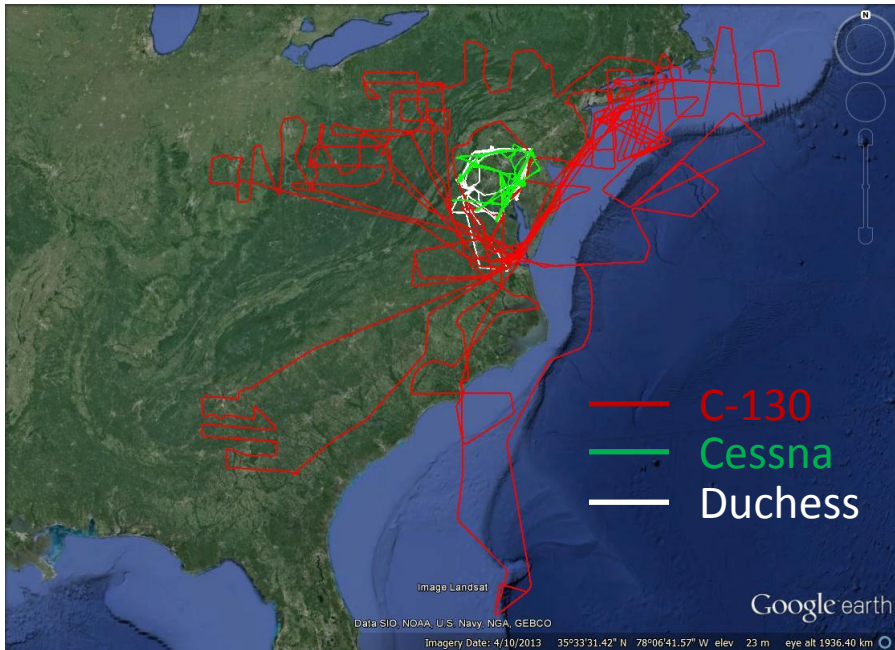 N
C-130
Cessna
Duchess
Image Landsat
Google earth
Data SIO, NOAA, U.S. Navy, NGA, GEBCO
Imagery Date: 4/10/2013 35°33'31.42" N 78°06'41.57" W elev 23 m eye alt 1936.40 km